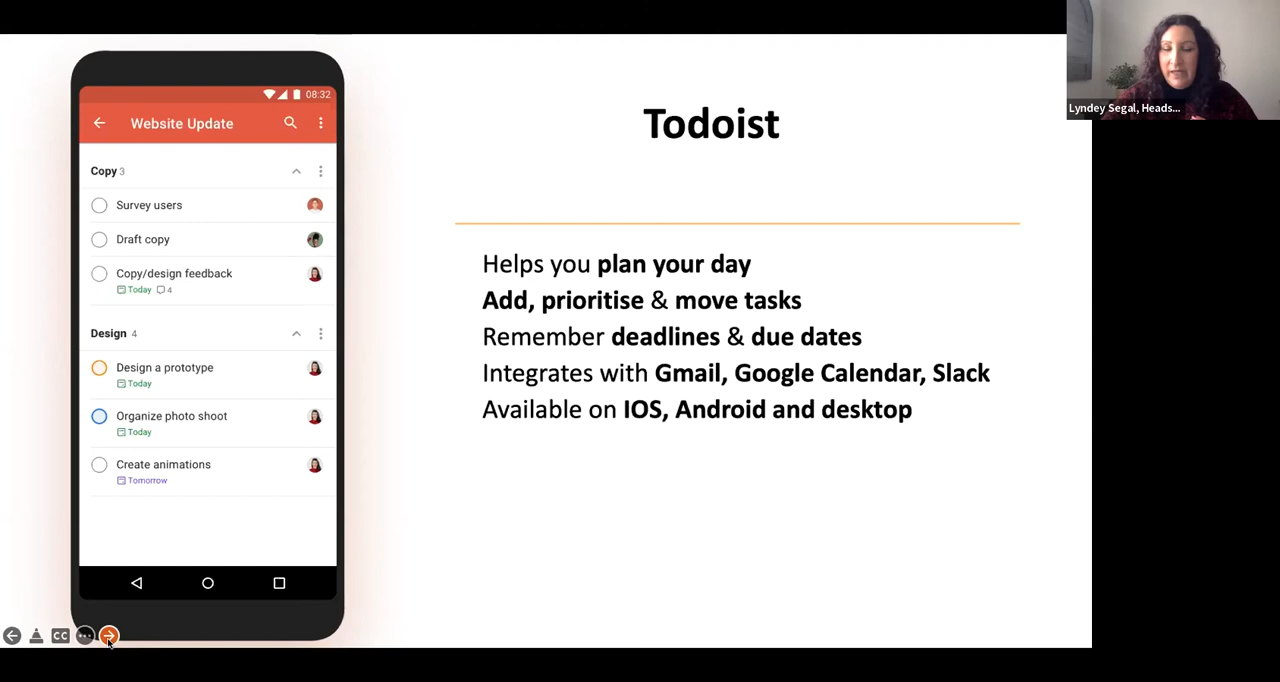 Lyndey Segal, Heads...
08:32
Website Update
Copy 3
Survey users
Draft copy
Copy/design feedback
Today 4
Design 4
Design a prototype
Today
Organize photo shoot
Today
Create animations
Tomorrow
Todoist
Helps you plan your day
Add, prioritise & move tasks
Remember deadlines & due dates
Integrates with Gmail, Google Calendar, Slack
Available on IOS, Android and desktop
CC